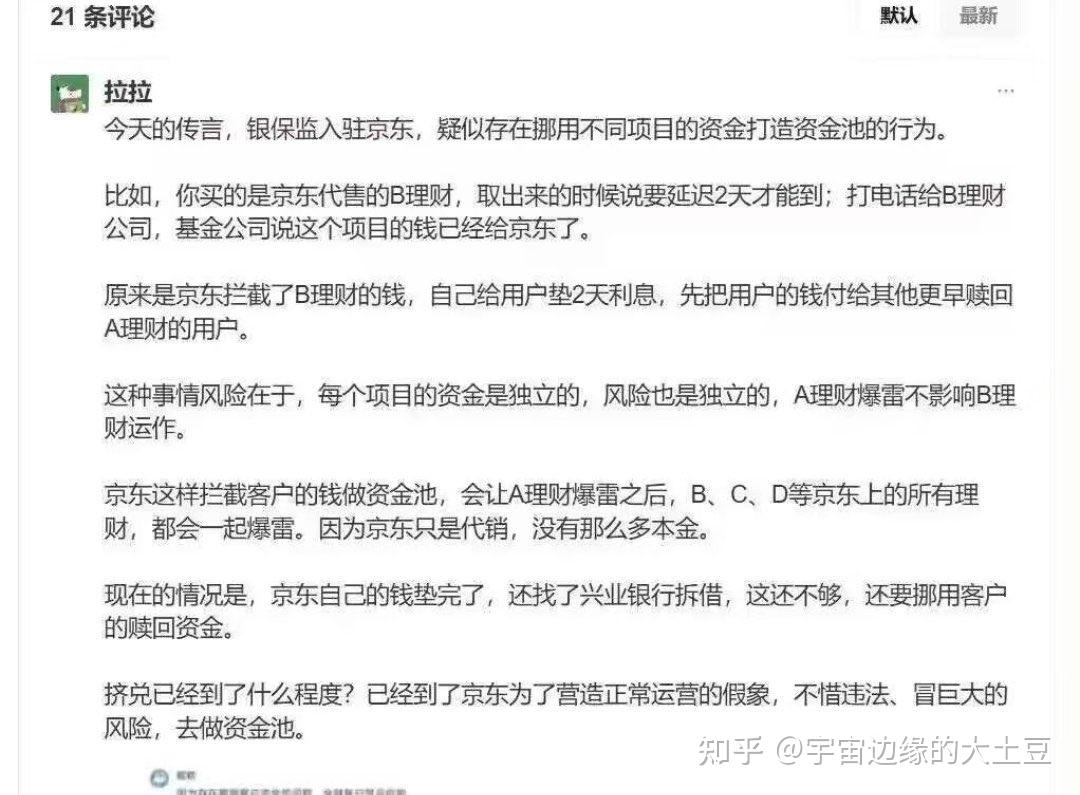 21 条评论
默认 最新
拉拉
今天的传言，银保监入驻京东，疑似存在挪用不同项目的资金打造资金池的行为。
比如，你买的是京东代售的B理财，取出来的时候说要延迟2天才能到；打电话给B理财
公司，基金公司说这个项目的钱已经给京东了。
原来是京东拦截了B理财的钱，自己给用户垫2天利息，先把用户的钱付给其他更早赎回
A理财的用户。
这种事情风险在于，每个项目的资金是独立的，风险也是独立的，A理财爆雷不影响B理
财运作。
京东这样拦截客户的钱做资金池，会让A理财爆雷之后，B、C、D等京东上的所有理
财，都会一起爆雷。因为京东只是代销，没有那么多本金。
现在的情况是，京东自己的钱垫完了，还找了兴业银行拆借，这还不够，还要挪用客户
的赎回资金。
挤兑已经到了什么程度？已经到了京东为了营造正常运营的假象，不惜违法、冒巨大的
风险，去做资金池。
知乎 @宇宙边缘的大土豆